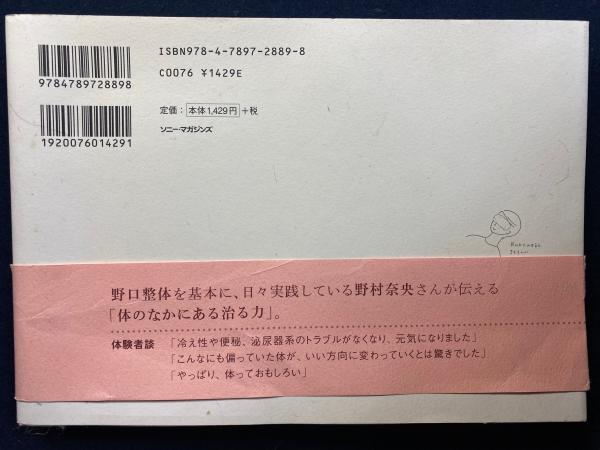 ISBN978-4-7897-2889-8
C0076 ¥1429E
9784789728898
定価：本体1,429円+税
ソニー・マガジンズ
1920076014291
野口整体を基本に、日々実践している野村奈央さんが伝える
「体のなかにある治る力」。
体験者談 「冷え性や便秘、泌尿器系のトラブルがなくなり、元気になりました」
「こんなにも偏っていた体が、いい方向に変わっていくとは驚きでした」
「やっぱり、体っておもしろい」